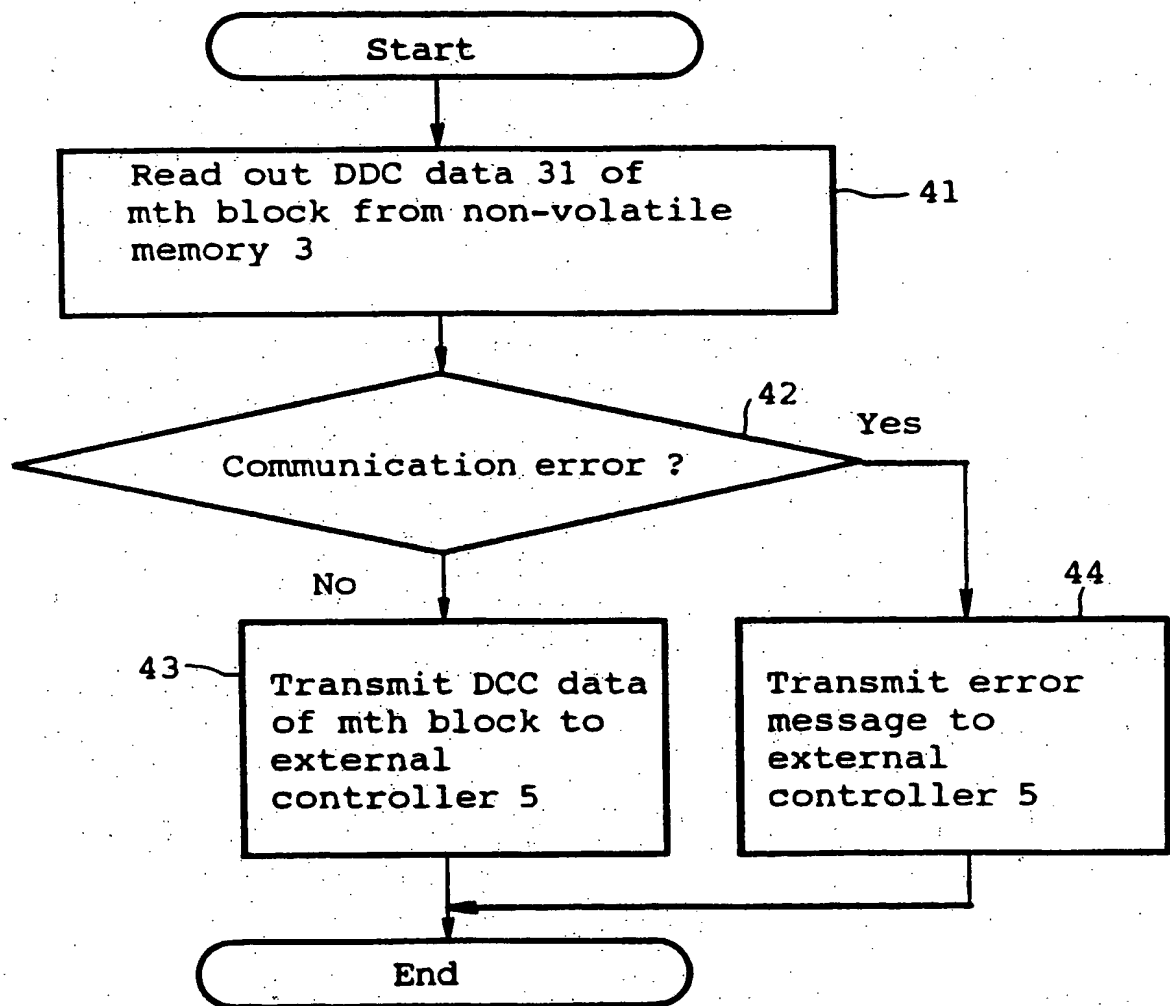 Start
Read out DDC data 31 of
mth block from non-volatile
memory 3
41
42
Yes
Communication error ?
No
44
43
Transmit DCC data
of mth block to
external
controller 5
Transmit error
message to
external
controller 5
End